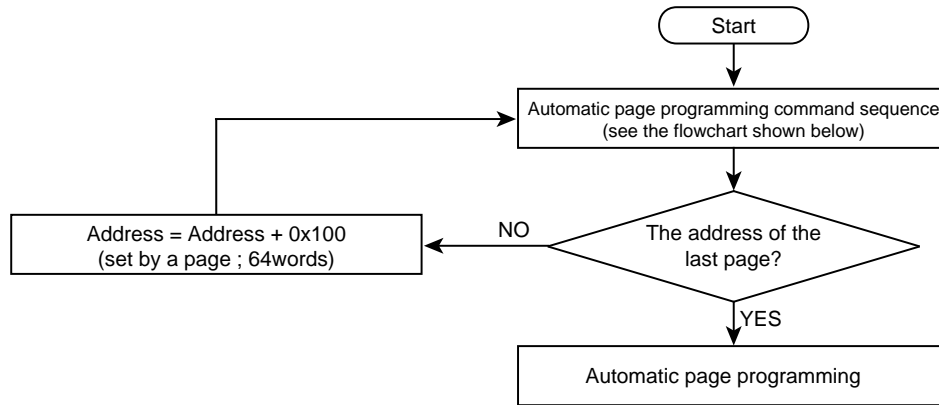 Start
Automatic page programming command sequence
(see the flowchart shown below)
Address = Address + 0x100
(set by a page ; 64words)
NO
The address of the
last page?
YES
Automatic page programming